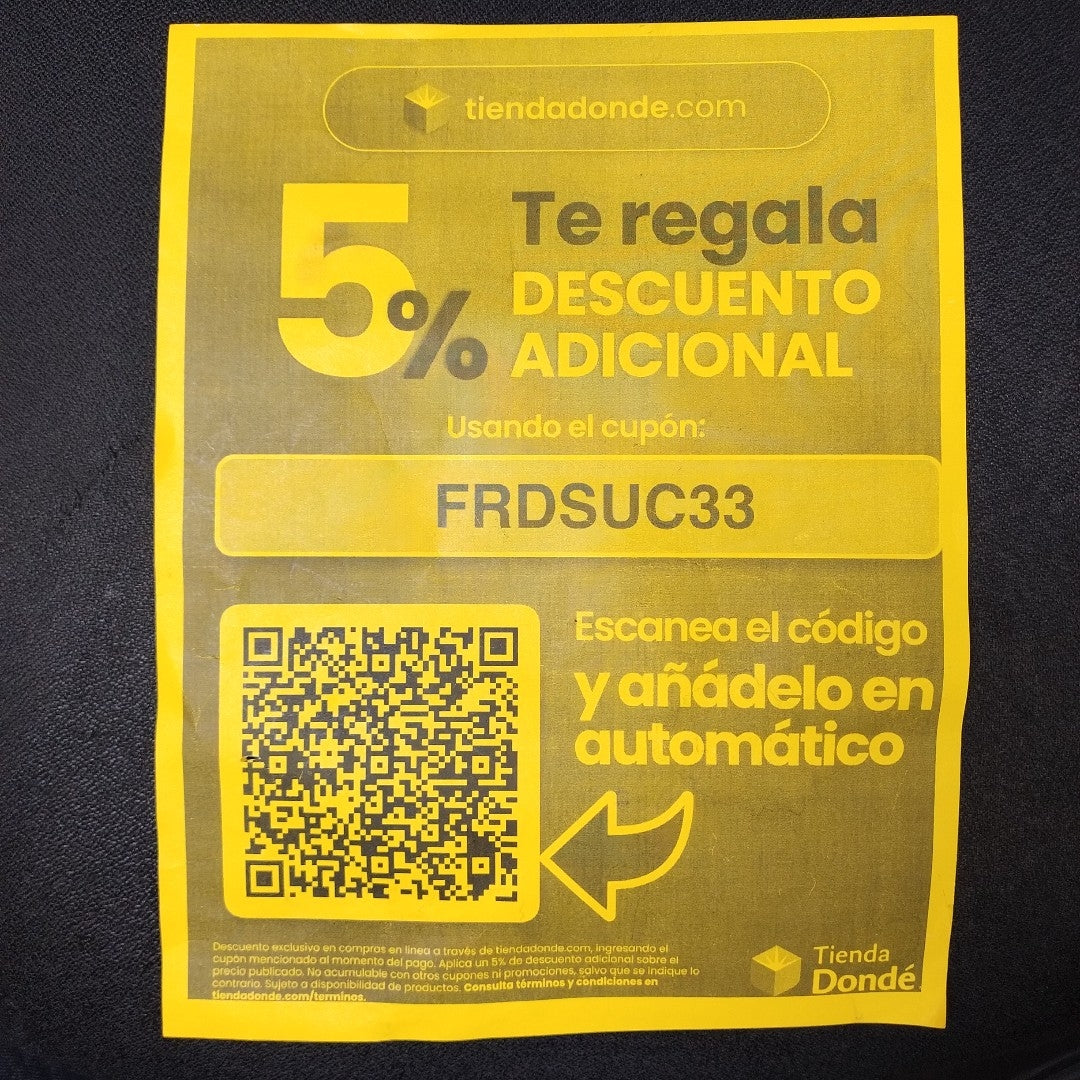 tiendadonde.com
5%
Te regala
DESCUENTO
ADICIONAL
Usando el cupón:
FRDSUC33
Escanea el código
y añádelo en
automático
Descuento exclusivo en compras en línea a través de tiendadonde.com, ingresando el
cupón mencionado al momento del pago. Aplica un 5% de descuento adicional sobre el
precio publicado. No acumulable con otros cupones ni promociones, salvo que se indique lo
contrario. Sujeto a disponibilidad de productos. Consulta términos y condiciones en
tiendadonde.com/terminos.
Tienda
Dondé